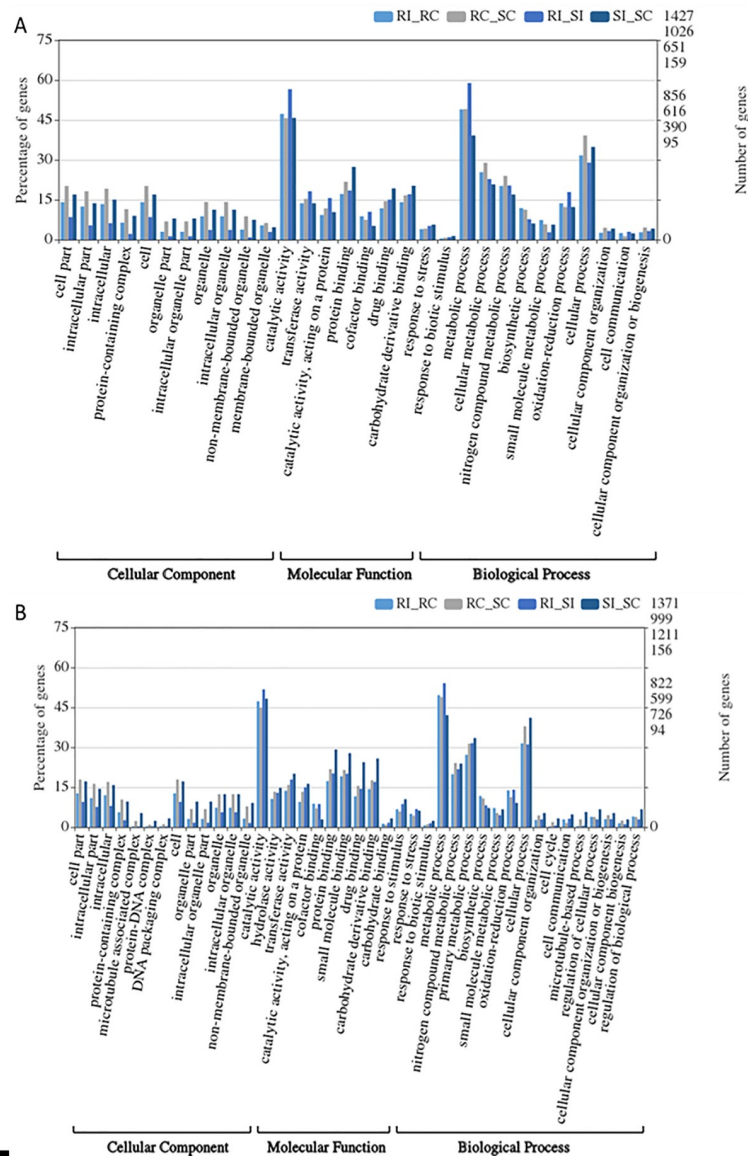 A
RI_RC RC_SC RI_SI SI_SC
1427
1026
651
159
856
616
390
95
0
Number of genes
Percentage of genes
75
60
45
30
15
0
cell part
intracellular part
intracellular
protein-containing complex
cell
organelle part
intracellular organelle part
organelle
intracellular organelle
non-membrane-bounded organelle
membrane-bounded organelle
catalytic activity
transferase activity
catalytic activity, acting on a protein
protein binding
cofactor binding
drug binding
carbohydrate derivative binding
response to stress
response to biotic stimulus
metabolic process
cellular metabolic process
nitrogen compound metabolic process
biosynthetic process
small molecule metabolic process
oxidation-reduction process
cellular process
cellular component organization
cell communication
cellular component organization or biogenesis
Cellular Component Molecular Function Biological Process
B
RI_RC RC_SC RI_SI SI_SC
1371
999
1211
156
822
599
726
94
0
Number of genes
Percentage of genes
75
60
45
30
15
0
cell part
intracellular part
intracellular
protein-containing complex
microtubule associated complex
protein-DNA complex
DNA packaging complex
cell
organelle part
intracellular organelle part
organelle
intracellular organelle
non-membrane-bounded organelle
catalytic activity
hydrolase activity
transferase activity
catalytic activity, acting on a protein
cofactor binding
protein binding
small molecule binding
drug binding
carbohydrate derivative binding
carbohydrate binding
response to stimulus
response to stress
response to biotic stimulus
metabolic process
nitrogen compound metabolic process
primary metabolic process
biosynthetic process
small molecule metabolic process
oxidation-reduction process
cellular process
cellular component organization
cell cycle
cell communication
microtubule-based process
regulation of cellular process
cellular component organization or biogenesis
cellular component biogenesis
regulation of biological process
Cellular Component Molecular Function Biological Process